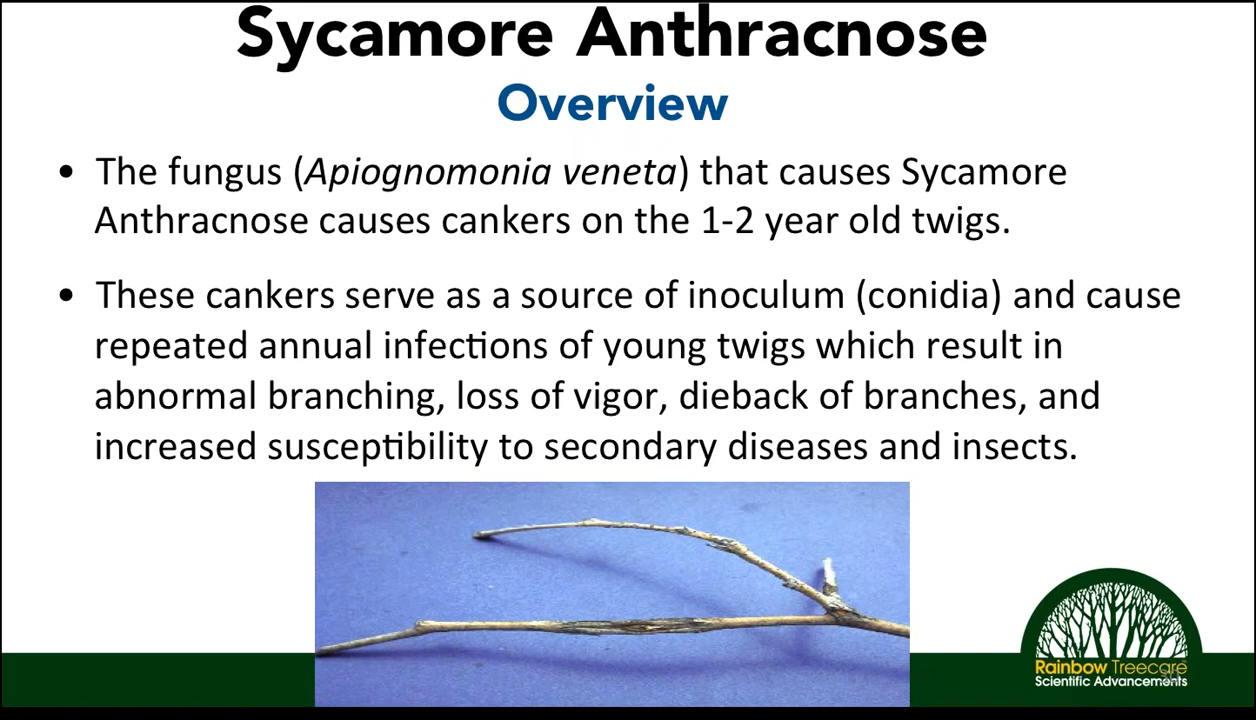 Sycamore Anthracnose
Overview
• The fungus (Apiognomonia veneta) that causes Sycamore
Anthracnose causes cankers on the 1-2 year old twigs.
• These cankers serve as a source of inoculum (conidia) and cause
repeated annual infections of young twigs which result in
abnormal branching, loss of vigor, dieback of branches, and
increased susceptibility to secondary diseases and insects.
Rainbow Treecare
Scientific Advancements